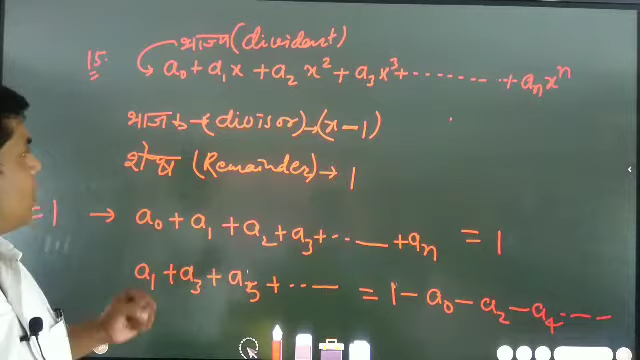 15. भाज्य (divident)
a₀ + a₁x + a₂x² + a₃x³ + ........ + aₙxⁿ
भाजक → (divisor) → (x – 1)
शेष (Remainder) → 1
= 1 → a₀ + a₁ + a₂ + a₃ + ... — + aₙ = 1
a₁ + a₃ + a₅ + ... — = 1 – a₀ – a₂ – a₄ ... –